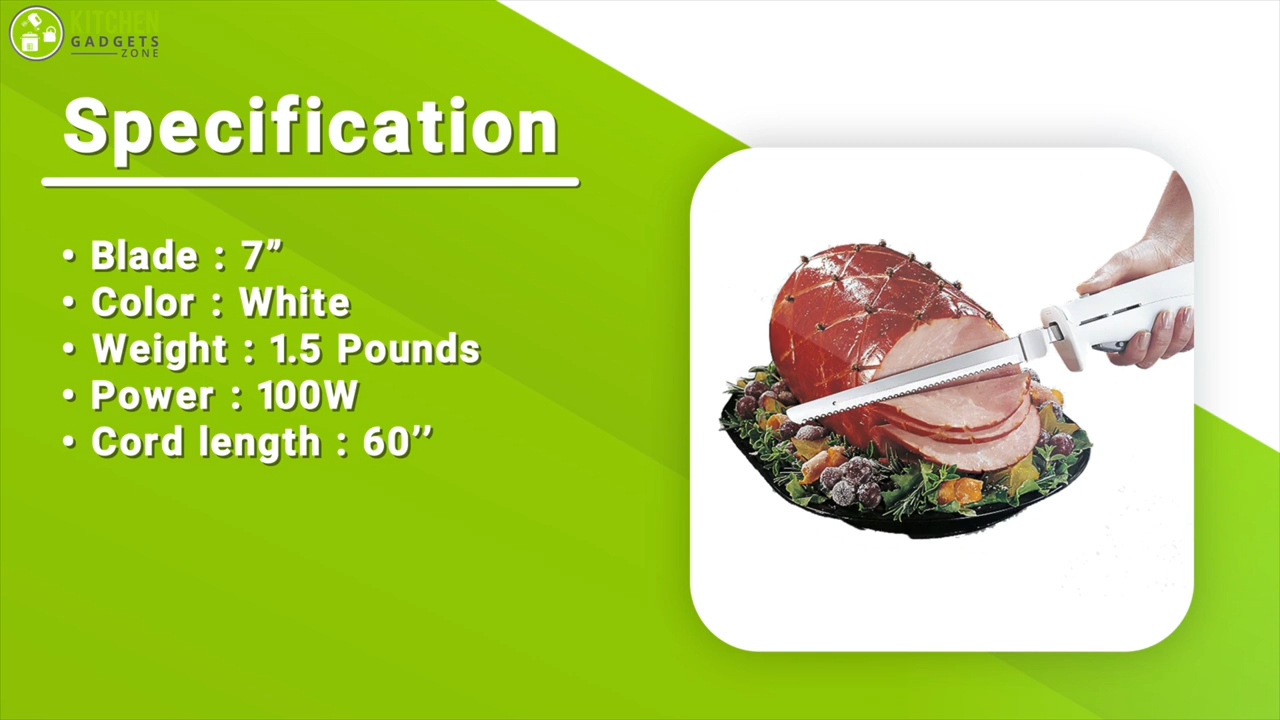 KITCHEN
GADGETS
ZONE
Specification
• Blade : 7”
• Color : White
• Weight : 1.5 Pounds
• Power : 100W
• Cord length : 60’’